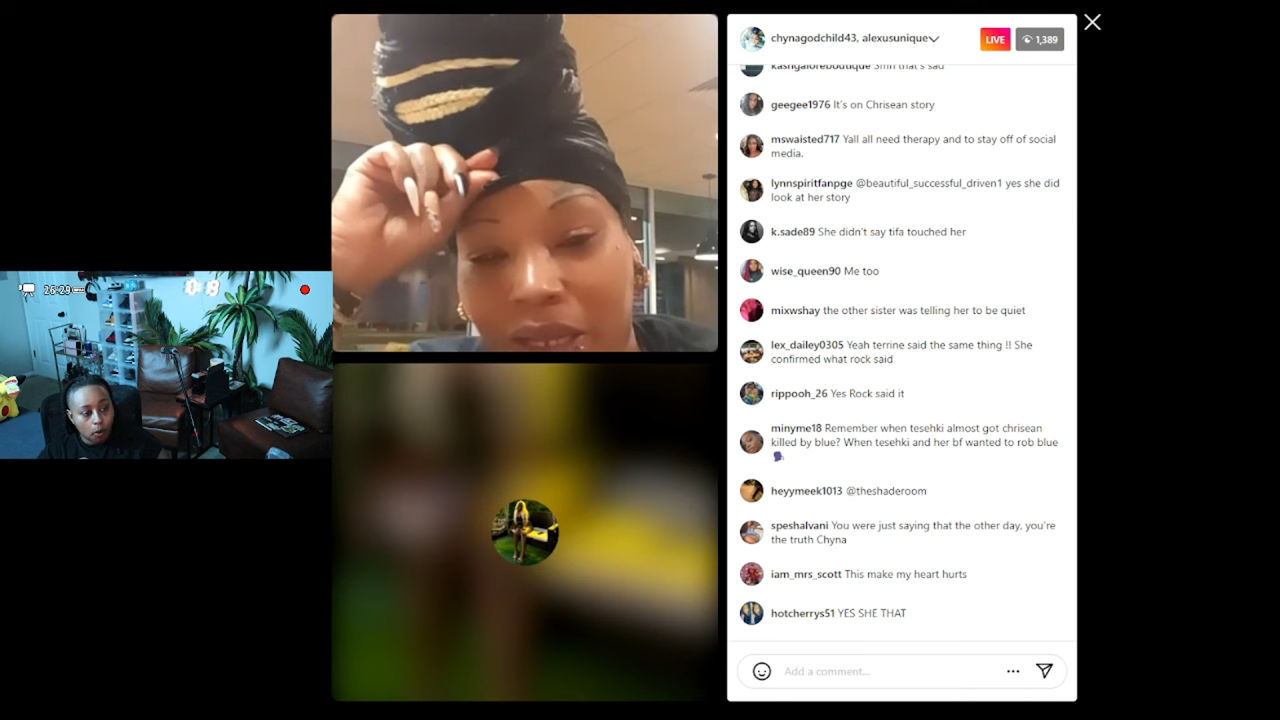 chynagodchild43, alexusunique
LIVE
1,389
kashgaloreboutique Smh that's sad
geegee1976 It's on Chrisean story
mswaisted717 Yall all need therapy and to stay off of social
media.
lynnspiritfanpge @beautiful_successful_driven1 yes she did
look at her story
k.sade89 She didn't say tifa touched her
wise_queen90 Me too
mixwshay the other sister was telling her to be quiet
lex_dailey0305 Yeah terrine said the same thing !! She
confirmed what rock said
rippooh_26 Yes Rock said it
minyme18 Remember when tesehki almost got chrisean
killed by blue? When tesehki and her bf wanted to rob blue
heyymeek1013 @theshaderoom
speshalvani You were just saying that the other day, you're
the truth Chyna
iam_mrs_scott This make my heart hurts
hotcherrys51 YES SHE THAT
Add a comment...
26:29